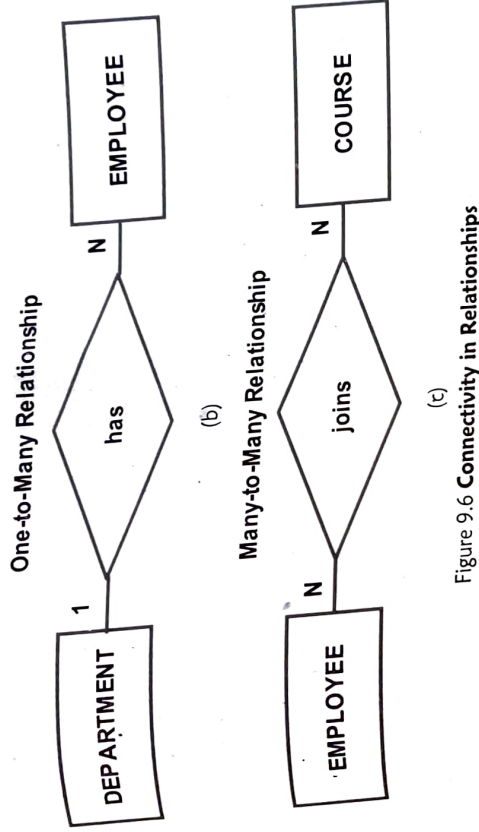 One-to-Many Relationship
DEPARTMENT 1 has N EMPLOYEE
(b)
Many-to-Many Relationship
EMPLOYEE N joins N COURSE
(c)
Figure 9.6 Connectivity in Relationships